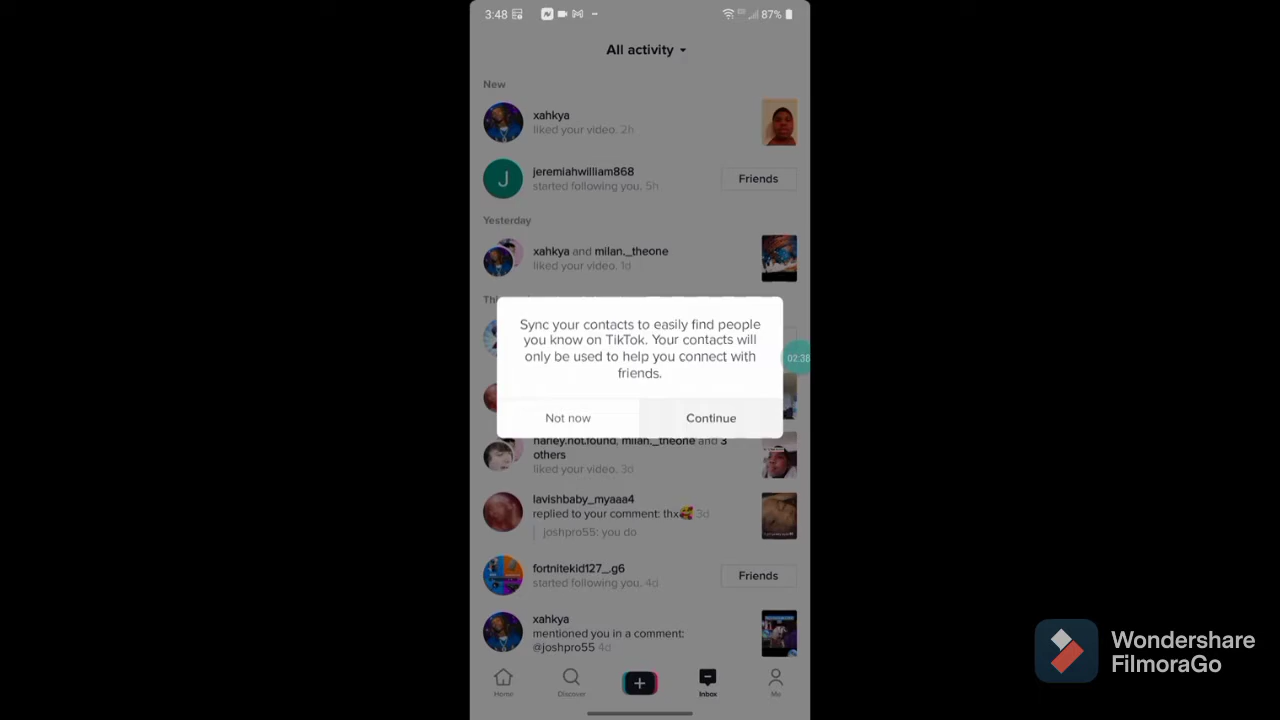 3:48
87%
All activity
New
xahkya
liked your video. 2h
J
jeremiahwilliam868
started following you. 5h
Friends
Yesterday
xahkya and milan._theone
liked your video. 1d
Sync your contacts to easily find people
you know on TikTok. Your contacts will
only be used to help you connect with
friends.
02:36
Not now
Continue
harley.not.found, milan._theone and 3
others
liked your video. 3d
lavishbaby_myaaa4
replied to your comment: thx🥰 3d
joshpro55: you do
fortnitekid127_.g6
started following you. 4d
Friends
xahkya
mentioned you in a comment:
@joshpro55 4d
Home
Discover
Inbox
Me
Wondershare
FilmoraGo